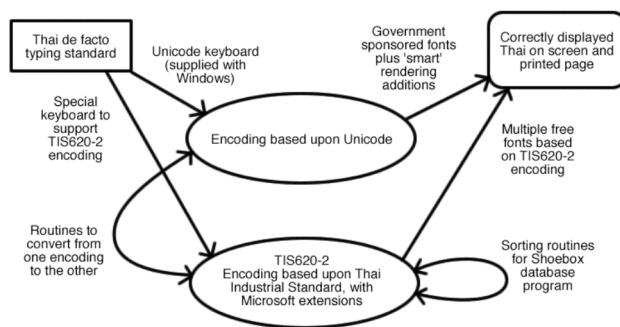 Thai de facto
typing standard
Unicode keyboard
(supplied with
Windows)
Government
sponsored fonts
plus 'smart'
rendering
additions
Correctly displayed
Thai on screen and
printed page
Special
keyboard to
support
TIS620-2
encoding
Encoding based upon Unicode
Multiple free
fonts based
on TIS620-2
encoding
Routines to
convert from
one encoding
to the other
TIS620-2
Encoding based upon Thai
Industrial Standard, with
Microsoft extensions
Sorting routines
for Shoebox
database
program